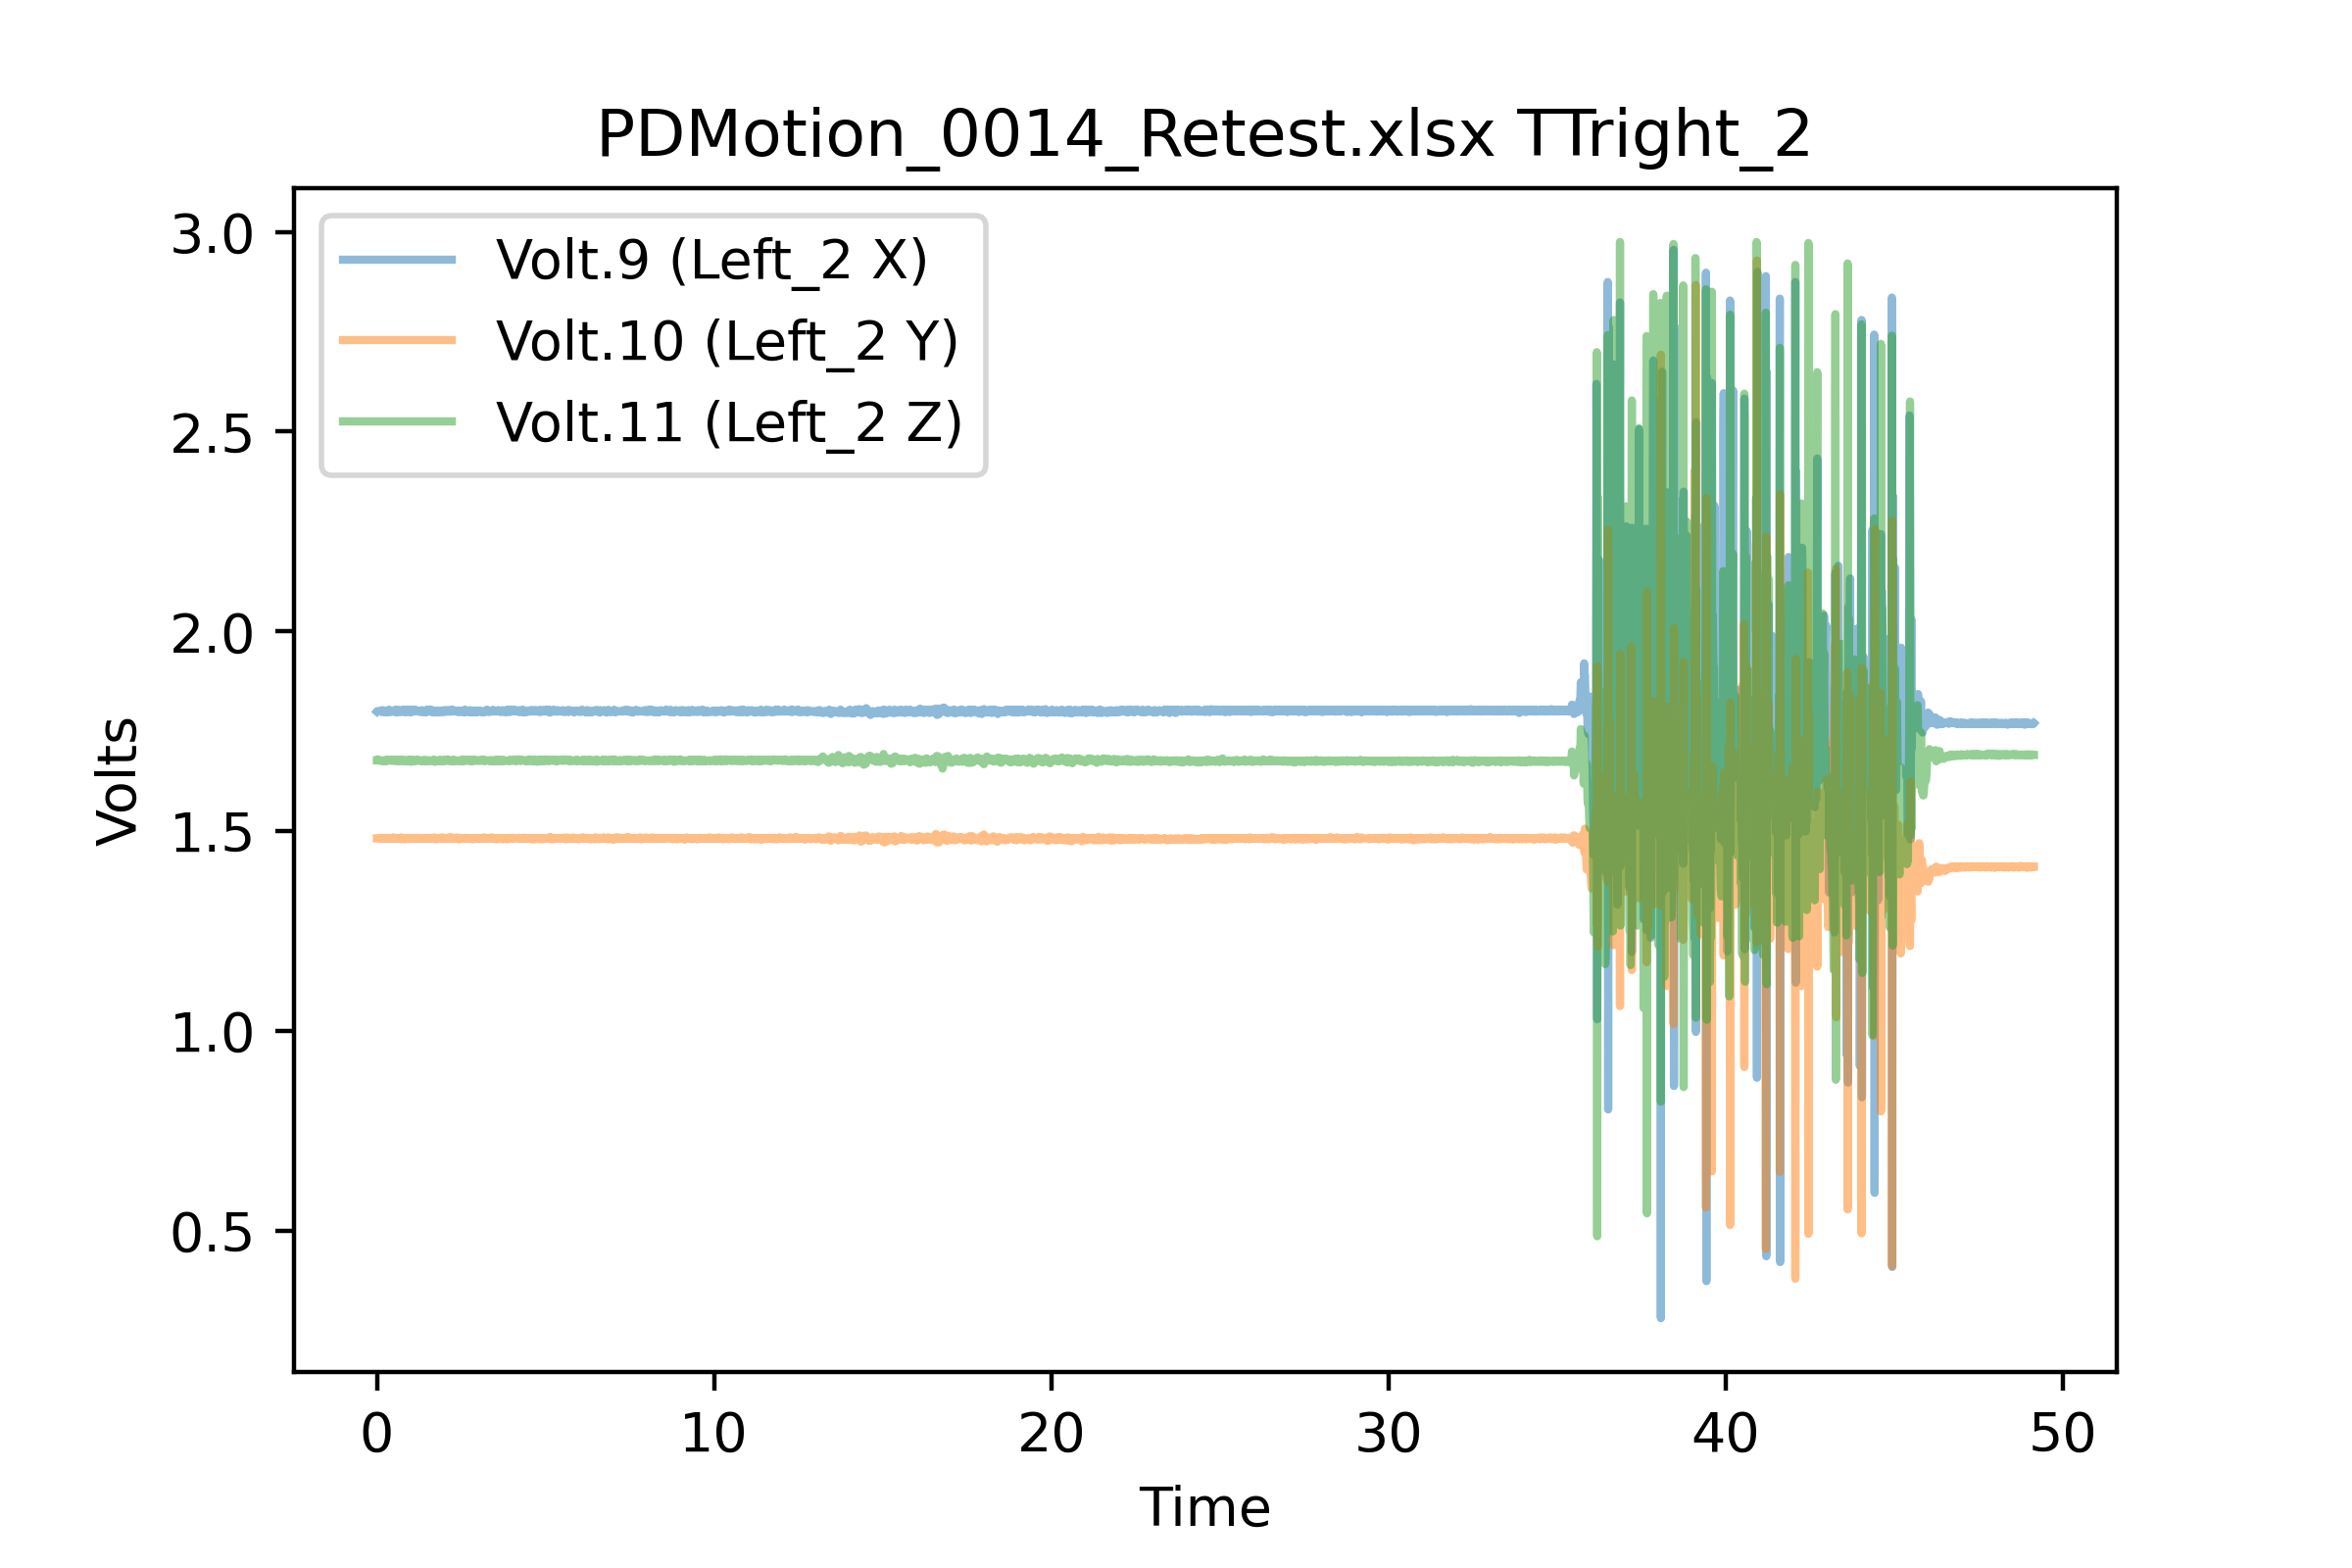 PDMotion_0014_Retest.xlsx TTright_2
3.0
2.5
2.0
1.5
1.0
0.5
Volts
Volt.9 (Left_2 X)
Volt.10 (Left_2 Y)
Volt.11 (Left_2 Z)
0 10 20 30 40 50
Time